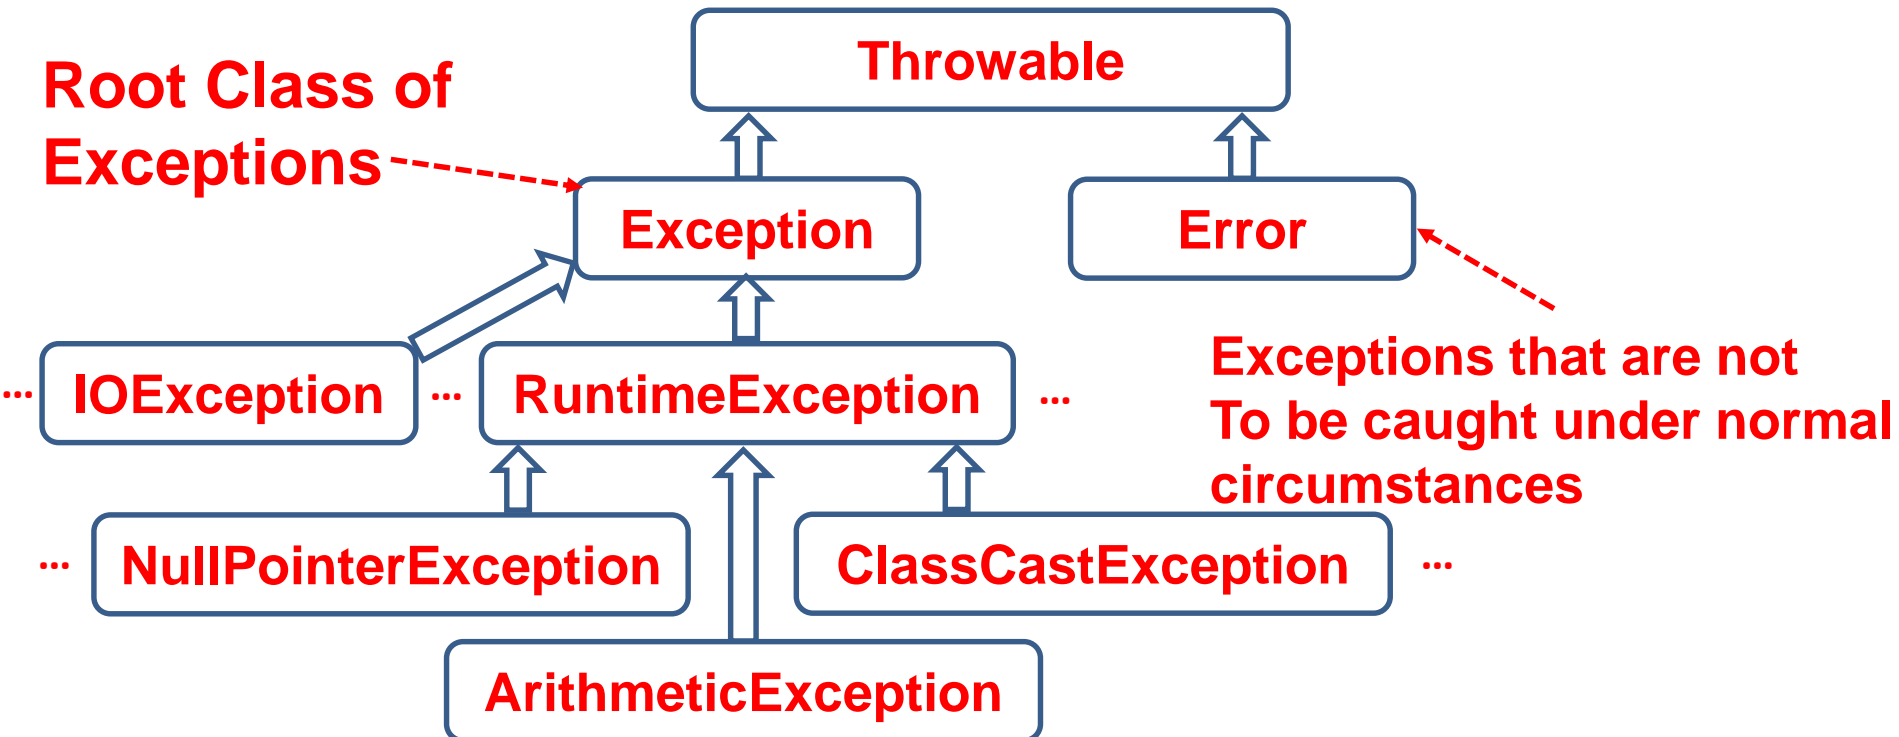 Throwable
Root Class of
Exceptions
Exception
Error
... IOException ... RuntimeException ...
Exceptions that are not
To be caught under normal
circumstances
... NullPointerException
ClassCastException ...
ArithmeticException